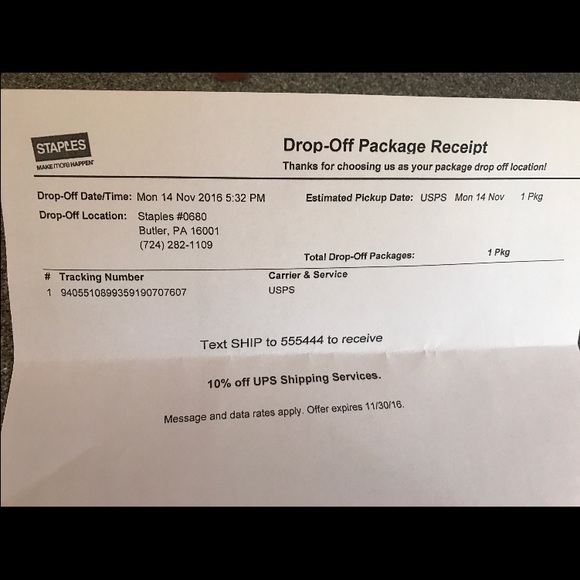 STAPLES
MAKE MORE HAPPEN
Drop-Off Package Receipt
Thanks for choosing us as your package drop off location!
Drop-Off Date/Time: Mon 14 Nov 2016 5:32 PM
Estimated Pickup Date: USPS Mon 14 Nov 1 Pkg
Drop-Off Location: Staples #0680
Butler, PA 16001
(724) 282-1109
Total Drop-Off Packages: 1 Pkg
# Tracking Number Carrier & Service
1 9405510899359190707607 USPS
Text SHIP to 555444 to receive
10% off UPS Shipping Services.
Message and data rates apply. Offer expires 11/30/16.